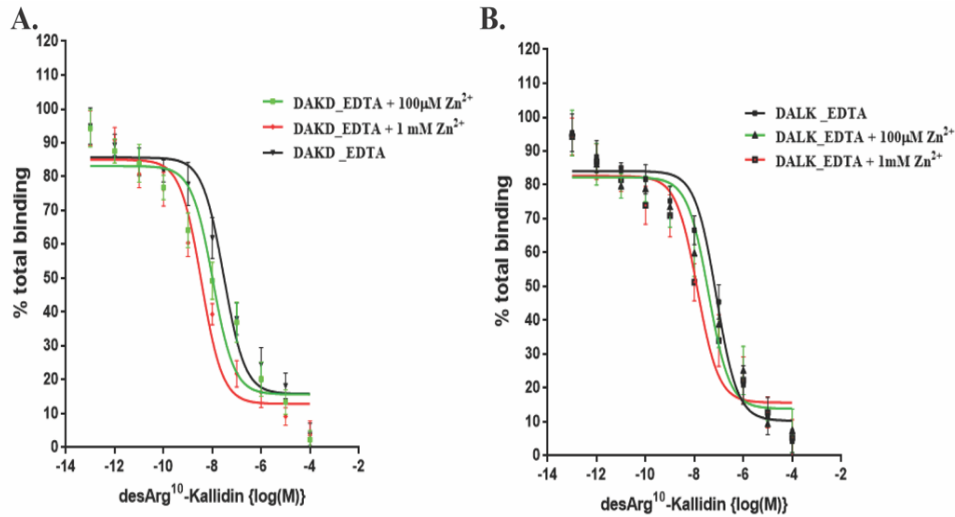 A.
% total binding
120
110
100
90
80
70
60
50
40
30
20
10
0
-14 -12 -10 -8 -6 -4 -2
desArg¹⁰-Kallidin {log(M)}
DAKD_EDTA + 100µM Zn²⁺
DAKD_EDTA + 1 mM Zn²⁺
DAKD _EDTA
B.
% total binding
120
110
100
90
80
70
60
50
40
30
20
10
0
-14 -12 -10 -8 -6 -4 -2
desArg¹⁰-Kallidin {log(M)}
DALK _EDTA
DALK_EDTA + 100µM Zn²⁺
DALK_EDTA + 1mM Zn²⁺